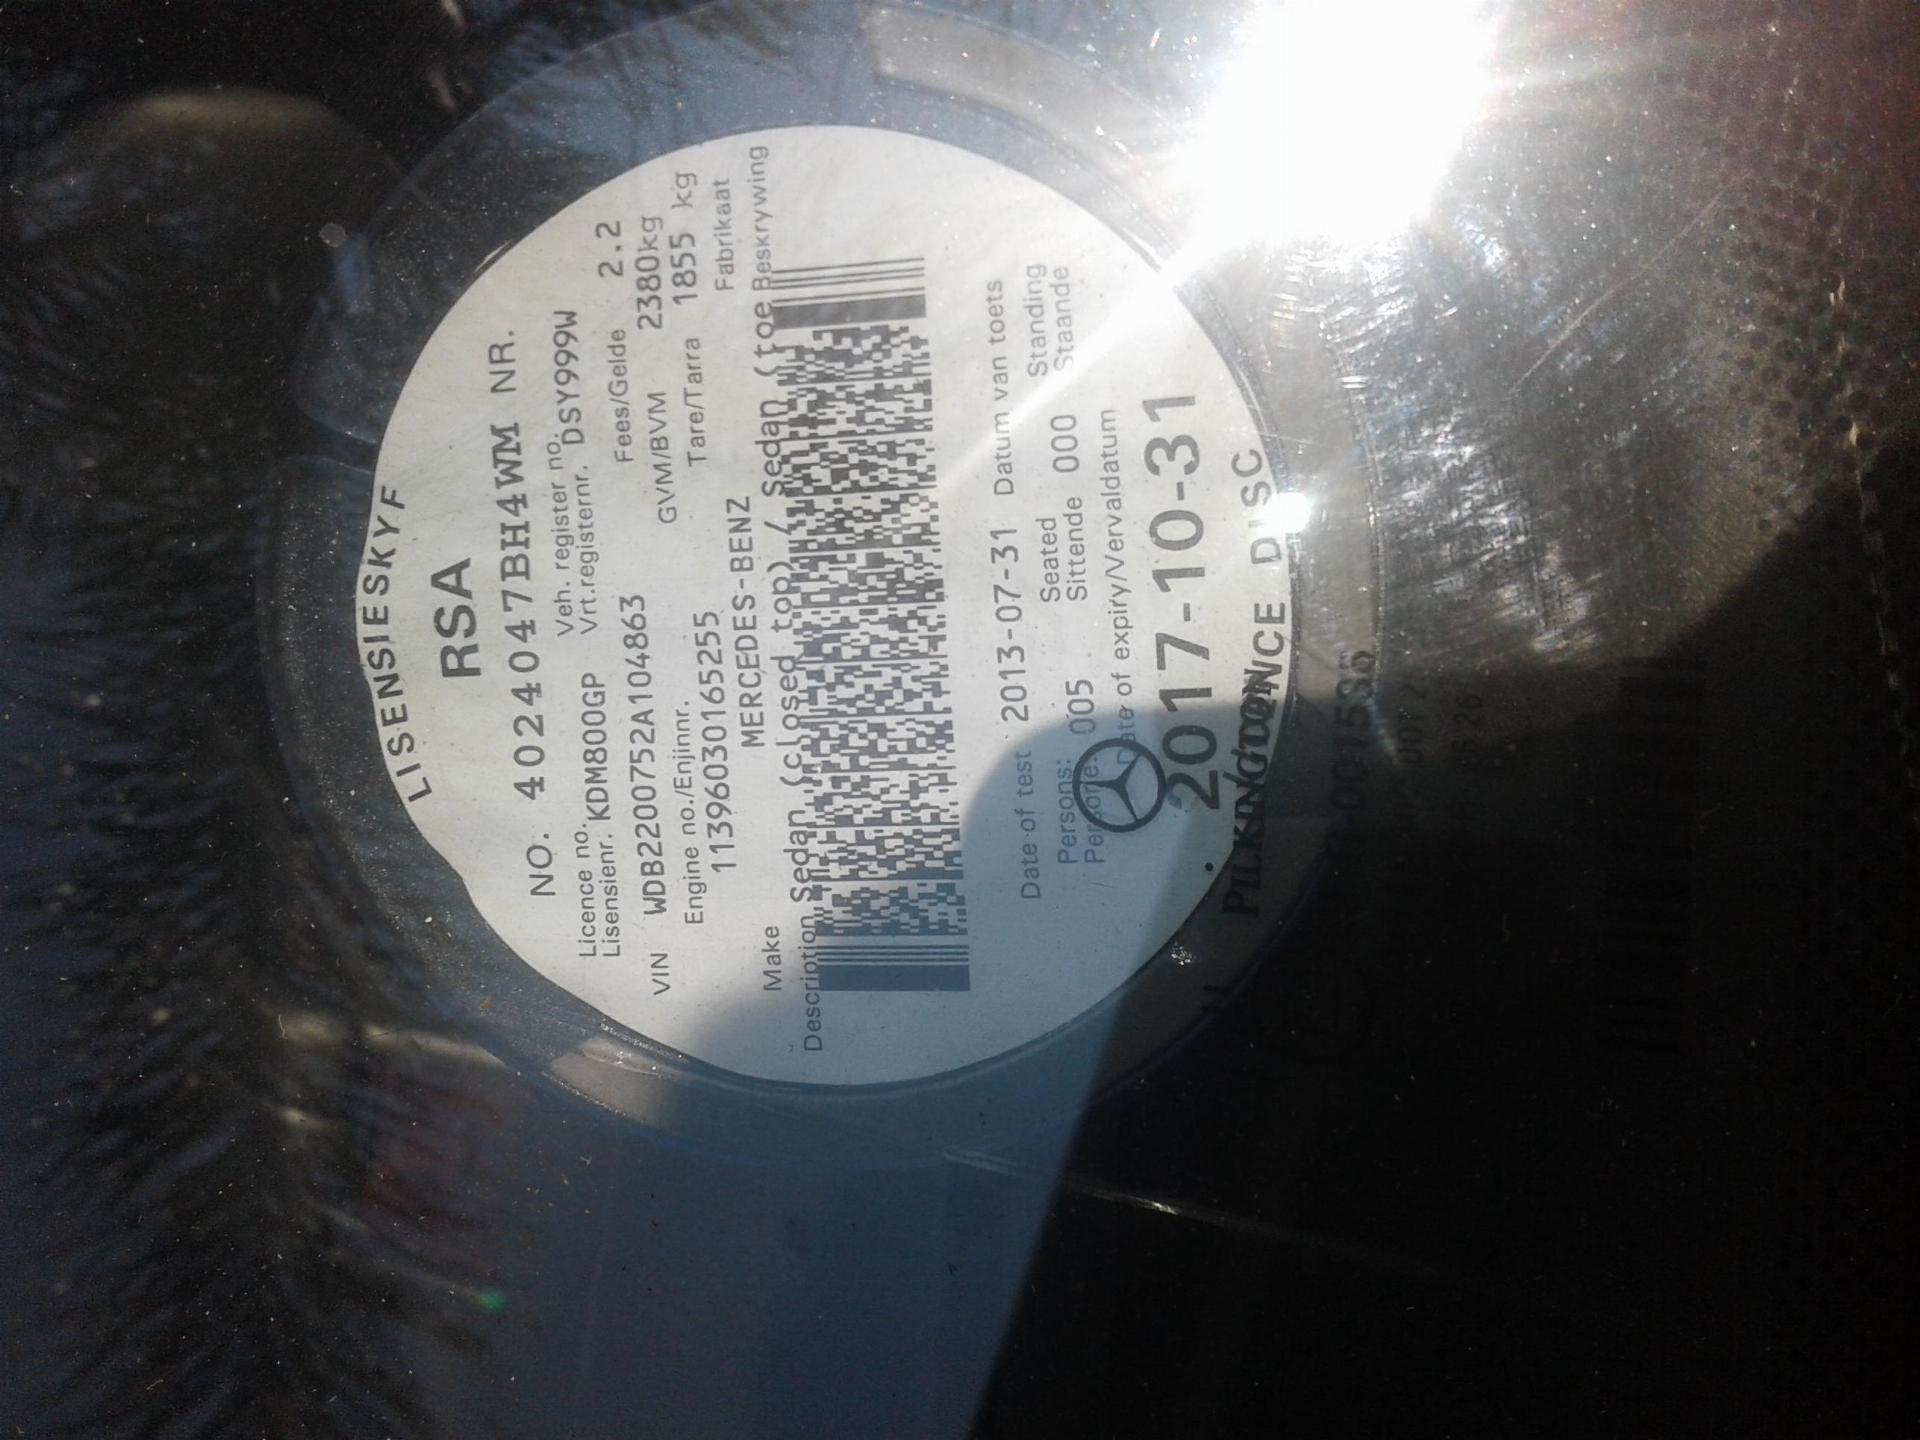 LISENSIESKYF
RSA
NO. 4024047BH4WM NR.
Licence no. Veh. register no.
Lisensienr. KDM800GP Vrt.registernr. DSY999W
VIN WDB2200752A104863 Fees/Gelde 2.2
Engine no./Enjinnr. GVM/BVM 2380kg
11396030165255 Tare/Tarra 1855 kg
Make MERCEDES-BENZ Fabrikaat
Description Sedan (closed top) / Sedan (toe Beskrywing
Date of test 2013-07-31 Datum van toets
Persons: 005 Seated 000 Standing
/ Persone: Sittende Staande
Date of expiry/Vervaldatum
2017-10-31
LICENCE DISC
PILKINGTON